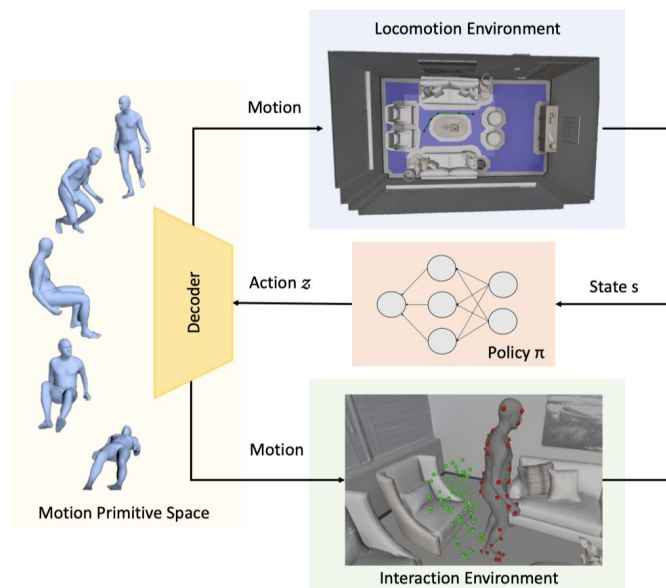 Locomotion Environment
Motion
Decoder
Action z
State s
Policy π
Motion
Motion Primitive Space
Interaction Environment